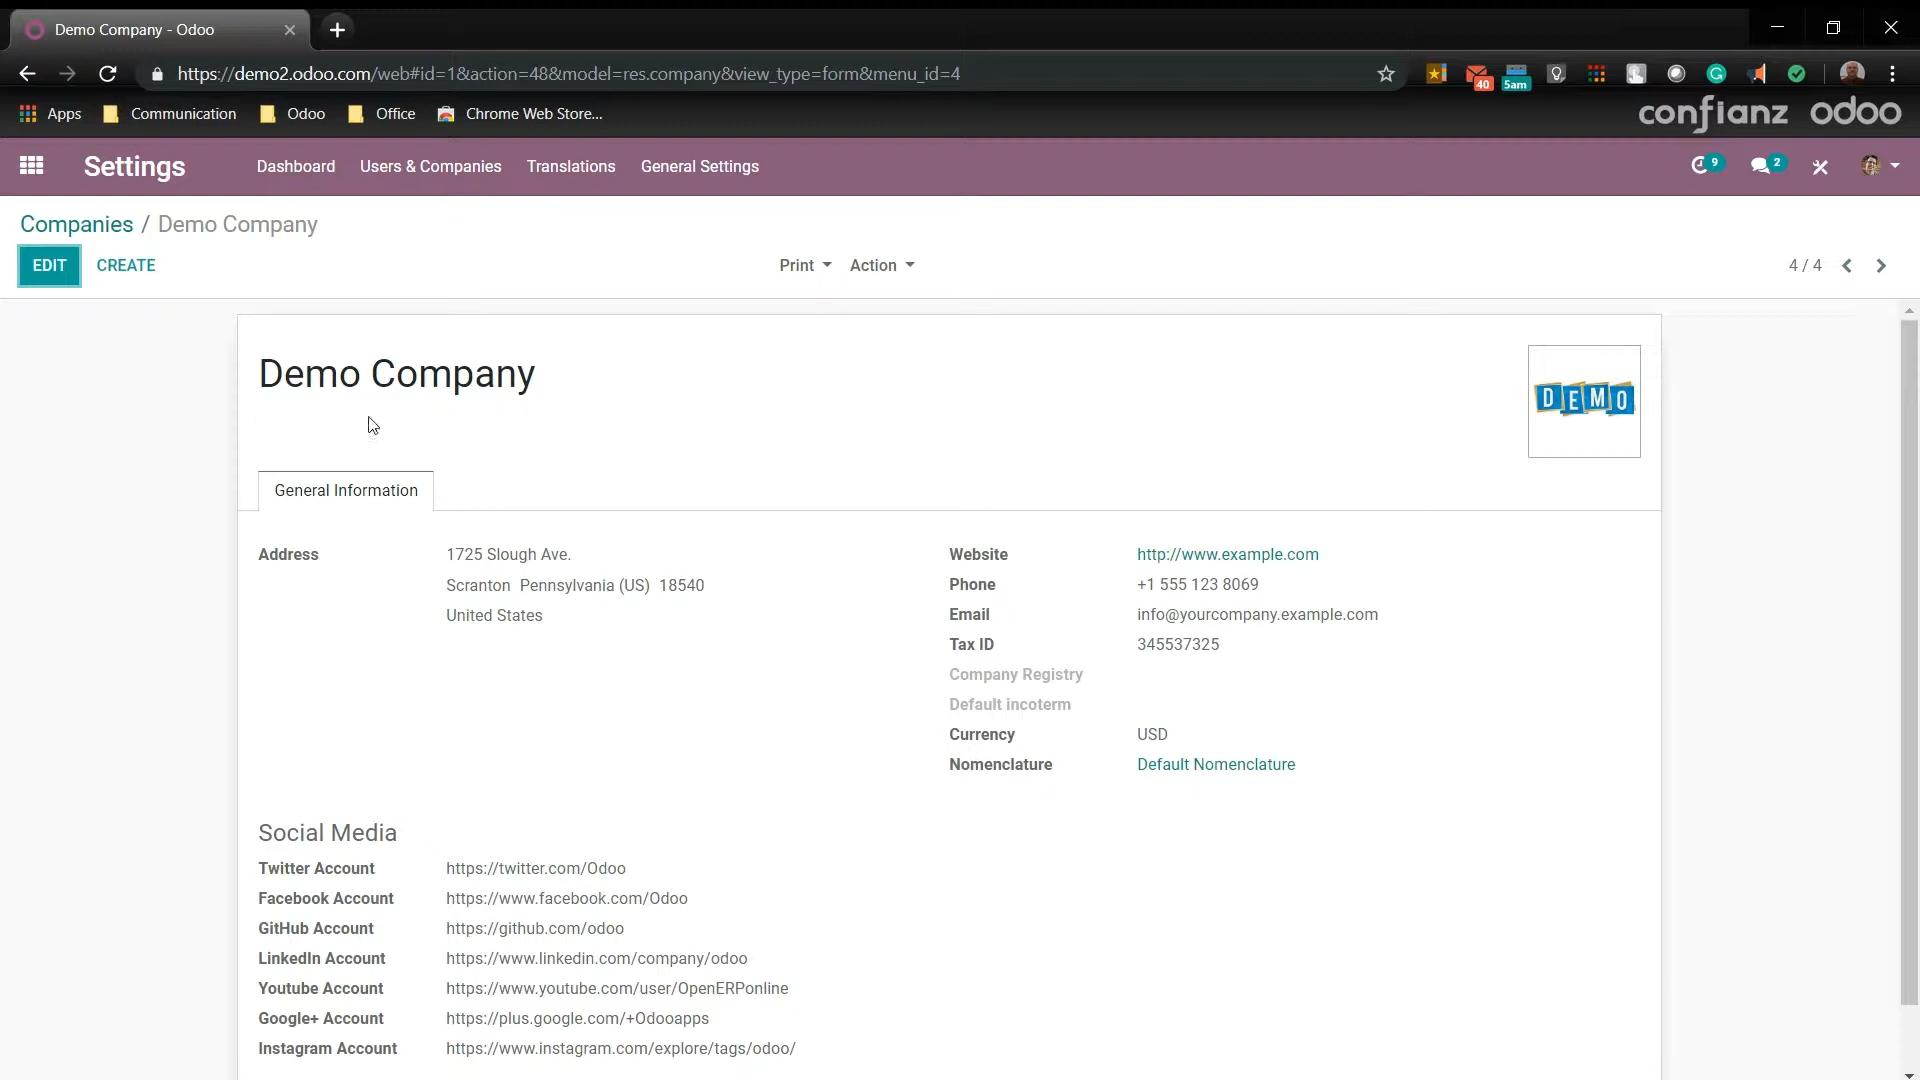 Demo Company - Odoo
https://demo2.odoo.com/web#id=1&action=48&model=res.company&view_type=form&menu_id=4
40
5am
Apps Communication Odoo Office Chrome Web Store...
confianz odoo
Settings Dashboard Users & Companies Translations General Settings 9 2
Companies / Demo Company
EDIT CREATE Print Action 4 / 4
Demo Company
DEMO
General Information
Address 1725 Slough Ave.
Scranton Pennsylvania (US) 18540
United States
Website http://www.example.com
Phone +1 555 123 8069
Email info@yourcompany.example.com
Tax ID 345537325
Company Registry
Default incoterm
Currency USD
Nomenclature Default Nomenclature
Social Media
Twitter Account https://twitter.com/Odoo
Facebook Account https://www.facebook.com/Odoo
GitHub Account https://github.com/odoo
LinkedIn Account https://www.linkedin.com/company/odoo
Youtube Account https://www.youtube.com/user/OpenERPonline
Google+ Account https://plus.google.com/+Odooapps
Instagram Account https://www.instagram.com/explore/tags/odoo/